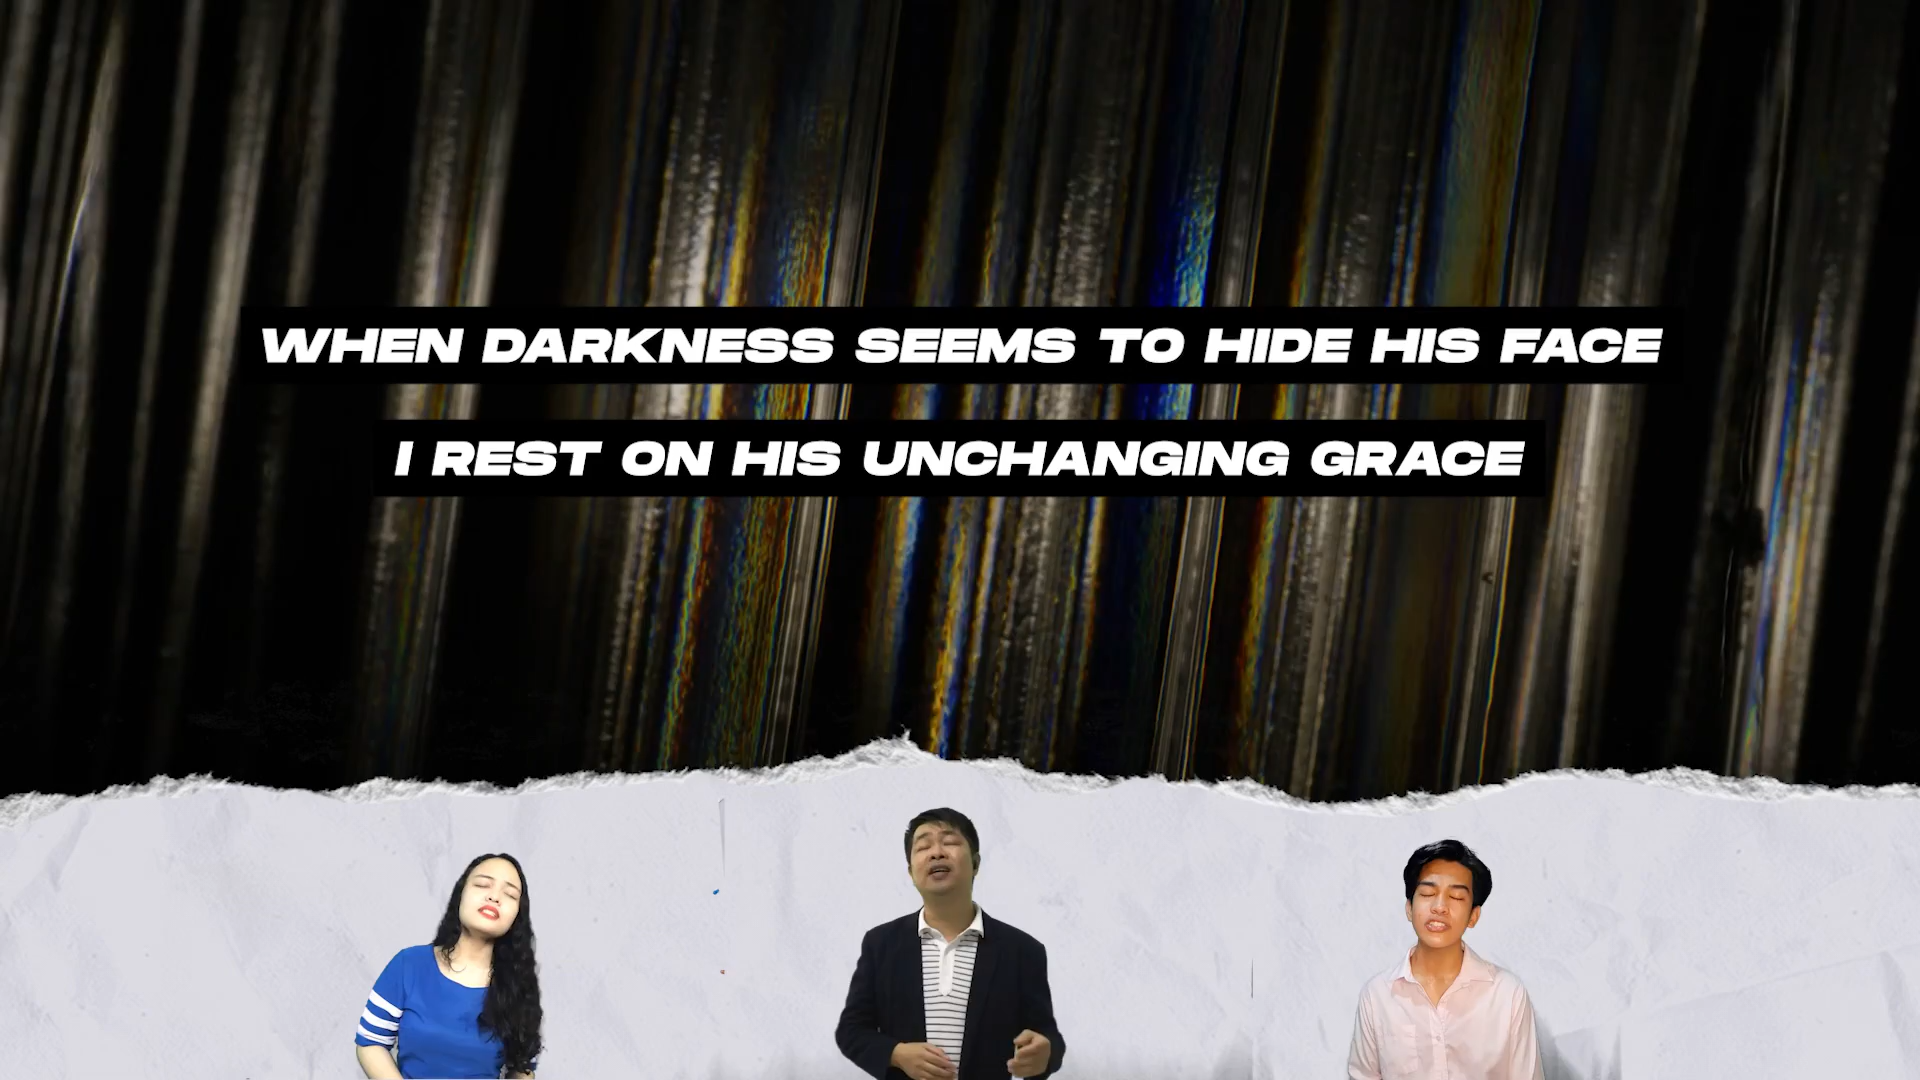 WHEN DARKNESS SEEMS TO HIDE HIS FACE
I REST ON HIS UNCHANGING GRACE